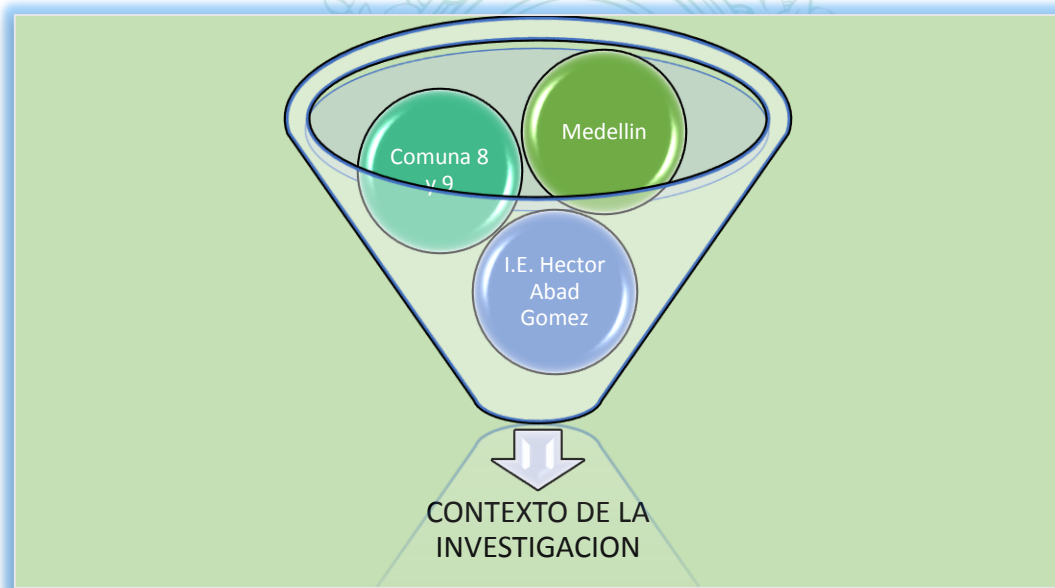 Medellin
Comuna 8
y 9
I.E. Hector
Abad
Gomez
CONTEXTO DE LA
INVESTIGACION